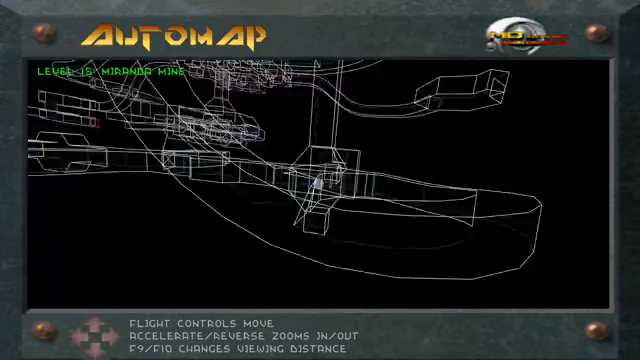 AUTOMAP
LEVEL 15: MIRANDA MINE
FLIGHT CONTROLS MOVE
ACCELERATE/REVERSE ZOOMS IN/OUT
F9/F10 CHANGES VIEWING DISTANCE